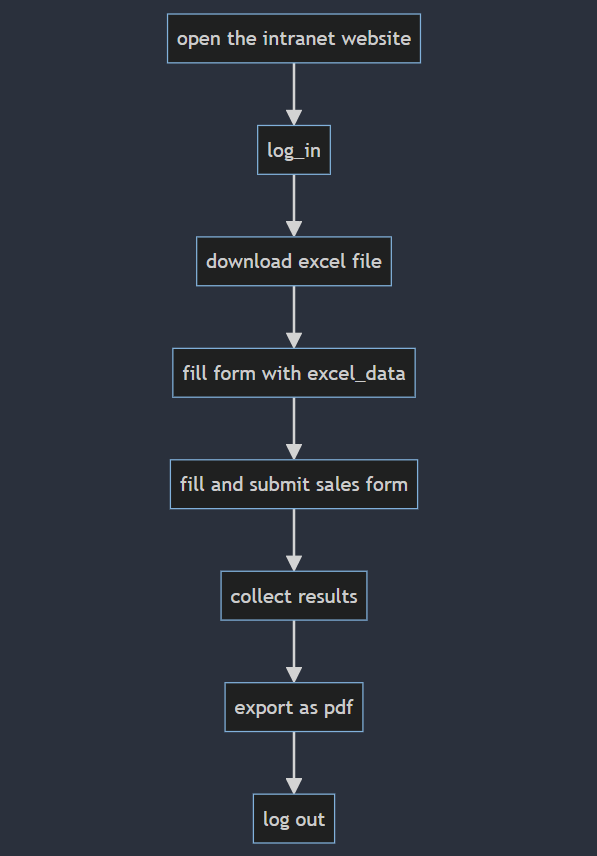 open the intranet website
log_in
download excel file
fill form with excel_data
fill and submit sales form
collect results
export as pdf
log out